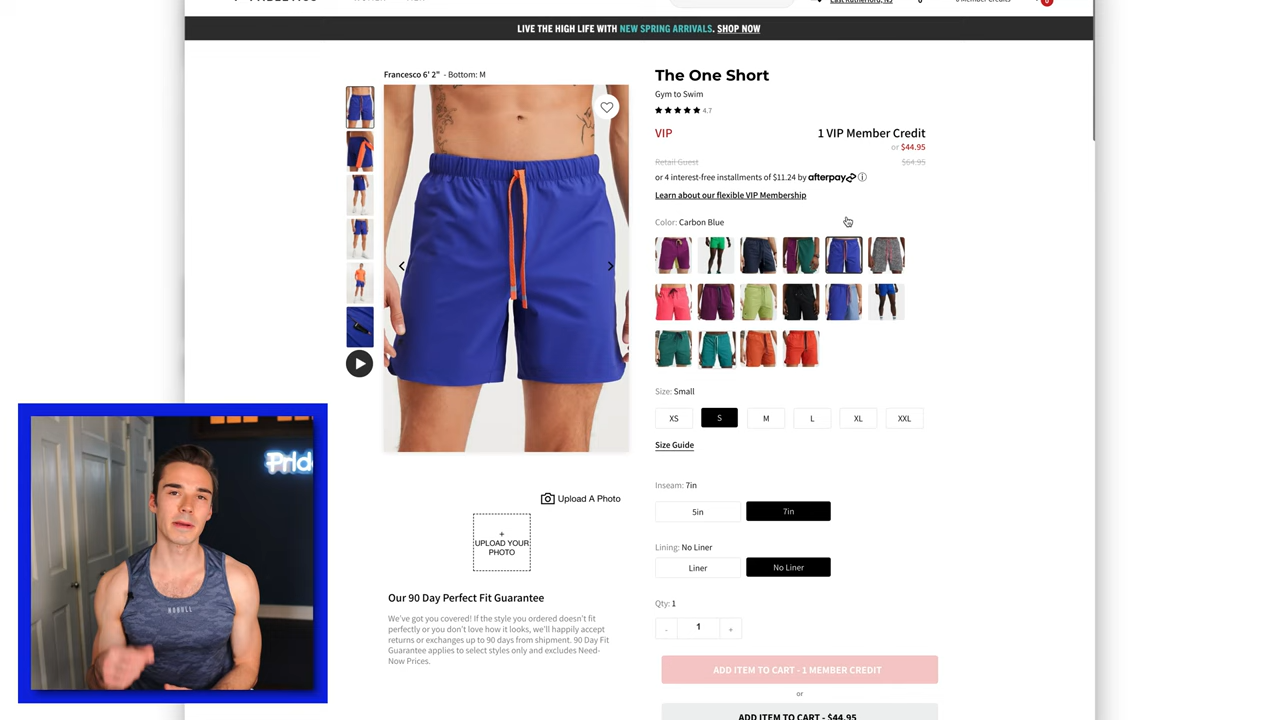 LIVE THE HIGH LIFE WITH NEW SPRING ARRIVALS. SHOP NOW
Francesco 6' 2" - Bottom: M
The One Short
Gym to Swim
4.7
VIP
1 VIP Member Credit
or $44.95
Retail Guest
$64.95
or 4 interest-free installments of $11.24 by afterpay
Learn about our flexible VIP Membership
Color: Carbon Blue
Size: Small
XS S M L XL XXL
Size Guide
Inseam: 7in
5in 7in
Lining: No Liner
Liner No Liner
Qty: 1
- 1 +
ADD ITEM TO CART - 1 MEMBER CREDIT
or
ADD ITEM TO CART - $44.95
Upload A Photo
+
UPLOAD YOUR
PHOTO
Our 90 Day Perfect Fit Guarantee
We've got you covered! If the style you ordered doesn't fit
perfectly or you don't love how it looks, we'll happily accept
returns or exchanges up to 90 days from shipment. 90 Day Fit
Guarantee applies to select styles only and excludes Need-
Now Prices.
NOBULL